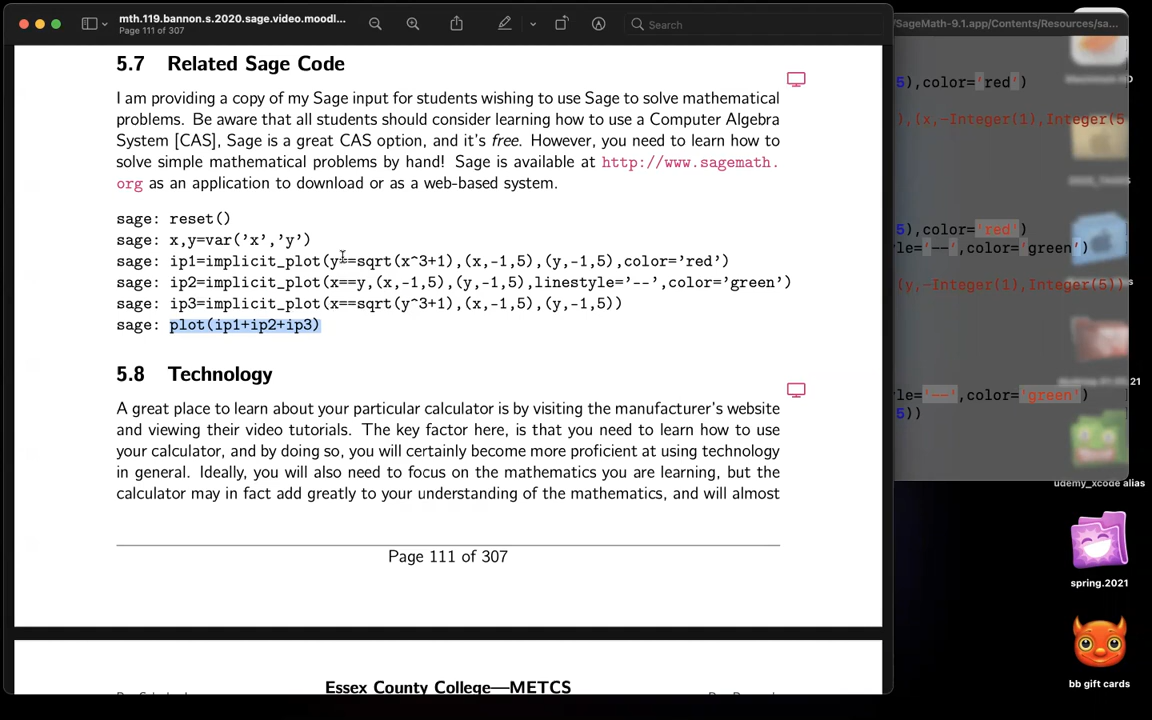 mth.119.bannon.s.2020.sage.video.moodl...
Page 111 of 307
Search
/SageMath-9.1.app/Contents/Resources/sa...
5.7 Related Sage Code
I am providing a copy of my Sage input for students wishing to use Sage to solve mathematical
problems. Be aware that all students should consider learning how to use a Computer Algebra
System [CAS], Sage is a great CAS option, and it's free. However, you need to learn how to
solve simple mathematical problems by hand! Sage is available at http://www.sagemath.
org as an application to download or as a web-based system.
sage: reset()
sage: x,y=var('x','y')
sage: ip1=implicit_plot(y==sqrt(x^3+1),(x,-1,5),(y,-1,5),color='red')
sage: ip2=implicit_plot(x==y,(x,-1,5),(y,-1,5),linestyle='--',color='green')
sage: ip3=implicit_plot(x==sqrt(y^3+1),(x,-1,5),(y,-1,5))
sage: plot(ip1+ip2+ip3)
5.8 Technology
A great place to learn about your particular calculator is by visiting the manufacturer's website
and viewing their video tutorials. The key factor here, is that you need to learn how to use
your calculator, and by doing so, you will certainly become more proficient at using technology
in general. Ideally, you will also need to focus on the mathematics you are learning, but the
calculator may in fact add greatly to your understanding of the mathematics, and will almost
Page 111 of 307
Essex County College—METCS
5),color='red')
),(x,-Integer(1),Integer(5
5),color='red')
le='--',color='green')
(y,-Integer(1),Integer(5))
le='--',color='green')
5))
udemy_xcode alias
spring.2021
bb gift cards